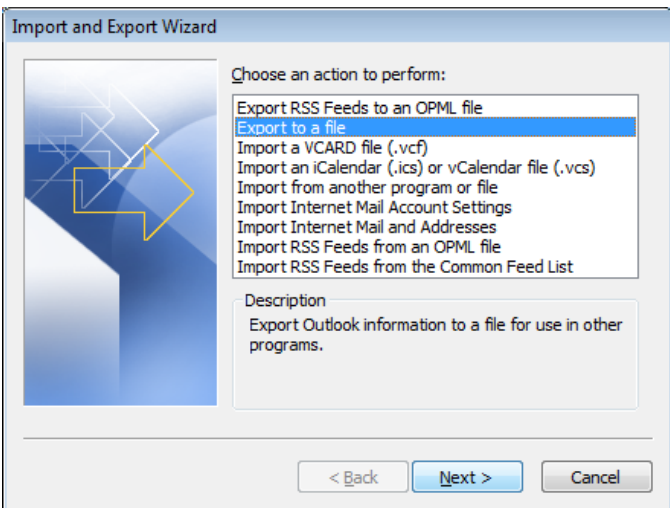 Import and Export Wizard
Choose an action to perform:
Export RSS Feeds to an OPML file
Export to a file
Import a VCARD file (.vcf)
Import an iCalendar (.ics) or vCalendar file (.vcs)
Import from another program or file
Import Internet Mail Account Settings
Import Internet Mail and Addresses
Import RSS Feeds from an OPML file
Import RSS Feeds from the Common Feed List
Description
Export Outlook information to a file for use in other
programs.
< Back
Next >
Cancel